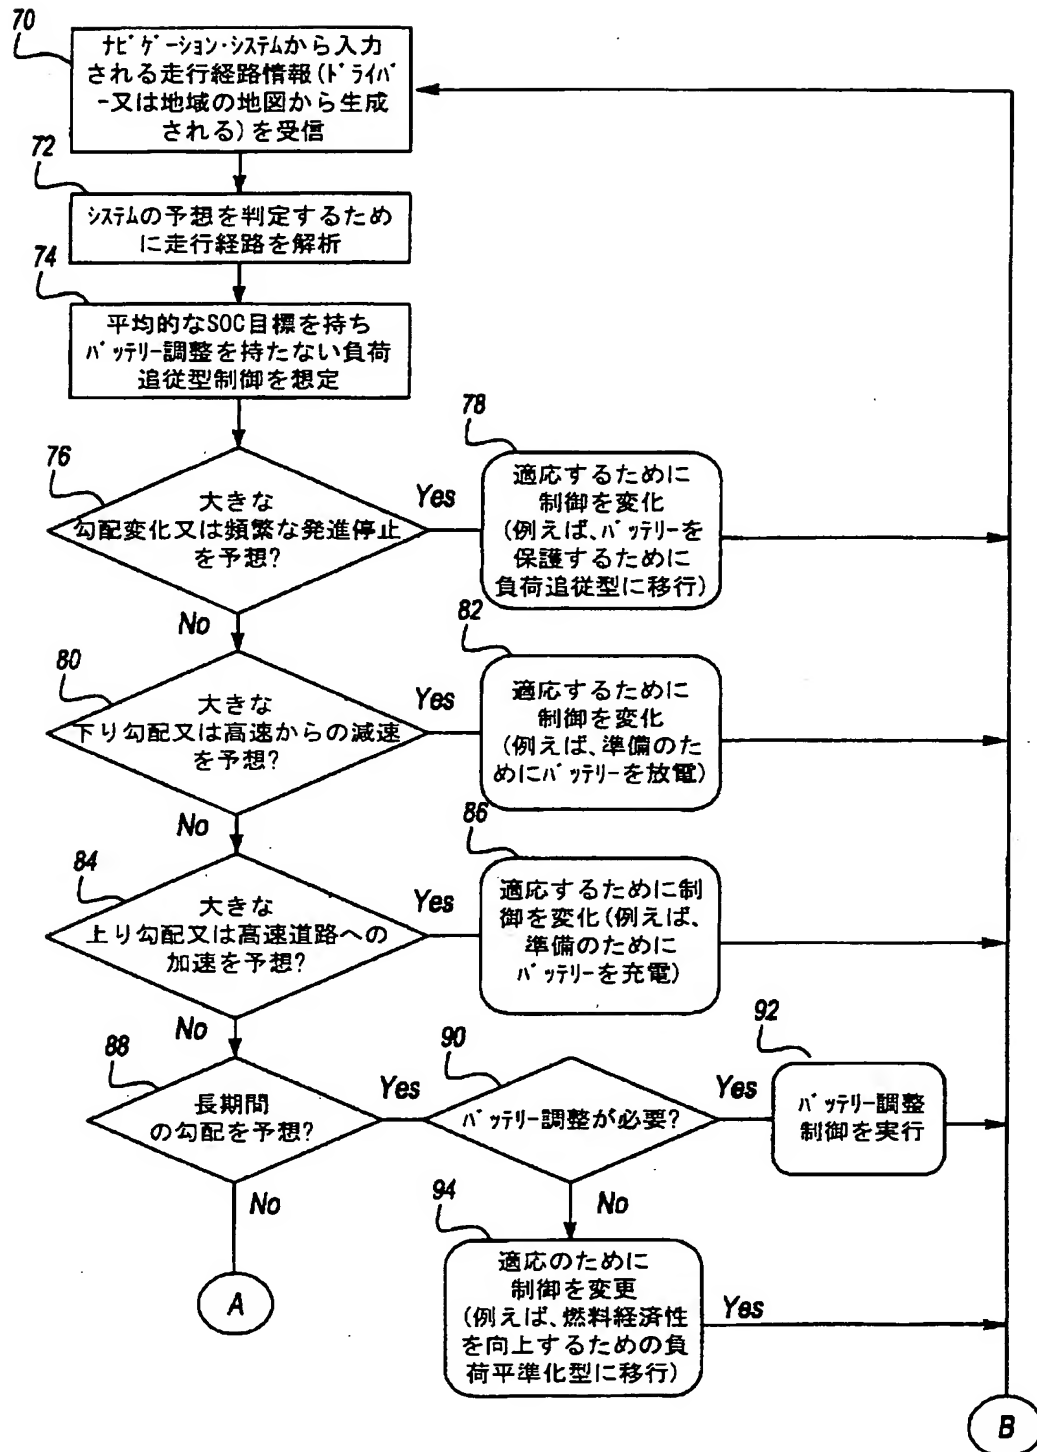 70
ナビゲーション・システムから入力
される走行経路情報(ドライバ
ー又は地域の地図から生成
される)を受信
72
システムの予想を判定するため
に走行経路を解析
74
平均的なSOC目標を持ち
バッテリー調整を持たない負荷
追従型制御を想定
76
大きな
勾配変化又は頻繁な発進停止
を予想?
Yes
78
適応するために
制御を変化
(例えば、バッテリーを
保護するために
負荷追従型に移行)
No
80
大きな
下り勾配又は高速からの減速
を予想?
Yes
82
適応するために
制御を変化
(例えば、準備のた
めにバッテリーを放電)
No
84
大きな
上り勾配又は高速道路への
加速を予想?
Yes
86
適応するために制
御を変化(例えば、
準備のために
バッテリーを充電)
No
88
長期間
の勾配を予想?
Yes
90
バッテリー調整が必要?
Yes
92
バッテリー調整
制御を実行
No
No
94
適応のために
制御を変更
(例えば、燃料経済性
を向上するための負
荷平準化型に移行)
Yes
A
B